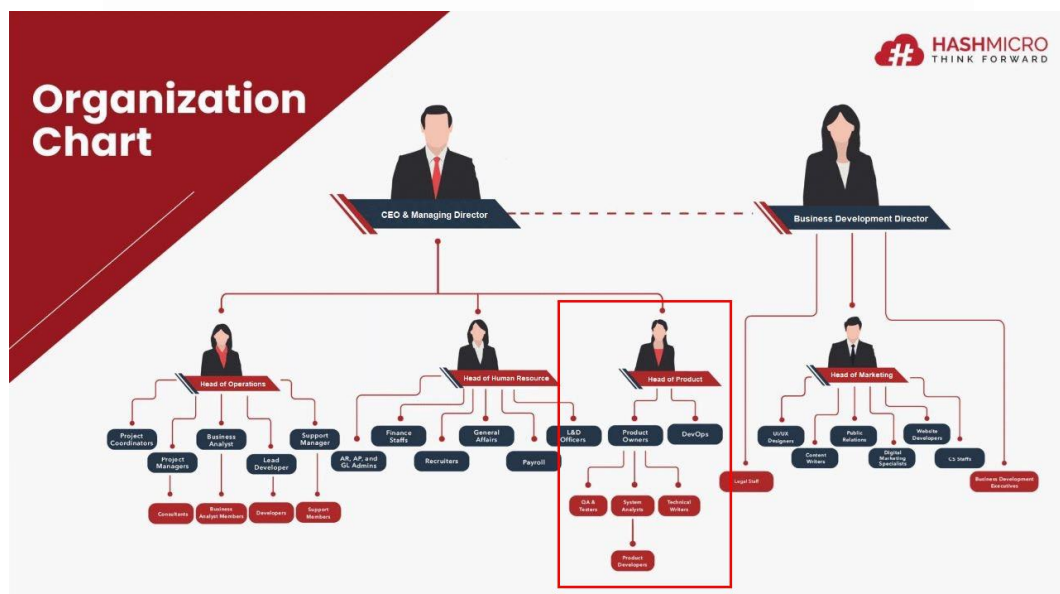 HASHMICRO
THINK FORWARD
Organization
Chart
CEO & Managing Director
Business Development Director
Head of Operations
Head of Human Resource
Head of Product
Head of Marketing
Project
Coordinators
Business
Analyst
Support
Manager
Project
Managers
Lead
Developer
Consultants
Business
Analyst Members
Developers
Support
Members
Finance
Staffs
General
Affairs
L&D
Officers
AR, AP, and
GL Admins
Recruiters
Payroll
Product
Owners
DevOps
QA &
Testers
System
Analysts
Technical
Writers
Product
Developers
UI/UX
Designers
Public
Relations
Website
Developers
Content
Writers
Digital
Marketing
Specialists
CS Staffs
Legal Staff
Business Development
Executives